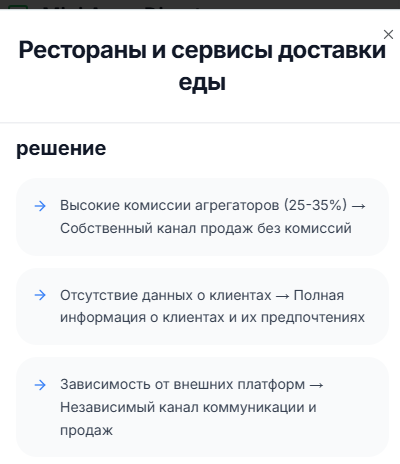 Рестораны и сервисы доставки
еды
решение
Высокие комиссии агрегаторов (25-35%) →
Собственный канал продаж без комиссий
Отсутствие данных о клиентах → Полная
информация о клиентах и их предпочтениях
Зависимость от внешних платформ →
Независимый канал коммуникации и
продаж